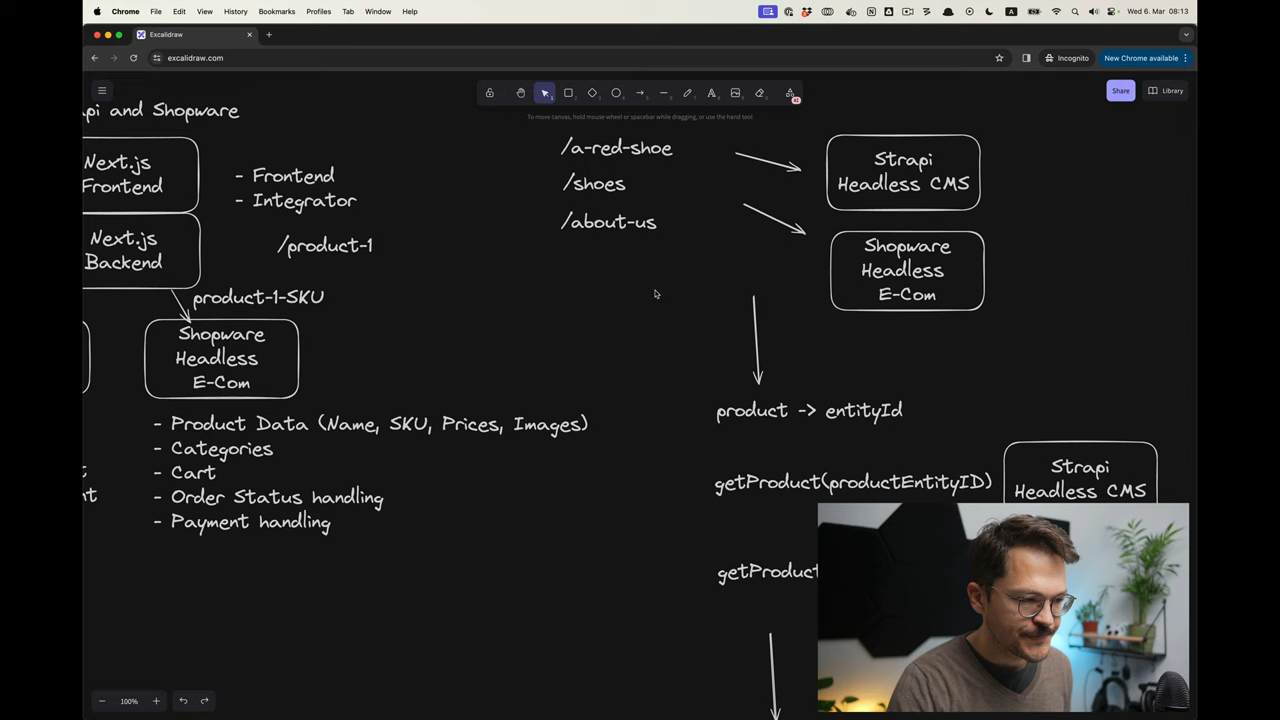 Chrome File Edit View History Bookmarks Profiles Tab Window Help
Wed 6. Mar 08:13
Excalidraw
excalidraw.com
Incognito
New Chrome available
Share
Library
To move canvas, hold mouse wheel or spacebar while dragging, or use the hand tool
pi and Shopware
Next.js
Frontend
- Frontend
- Integrator
Next.js
Backend
/product-1
product-1-SKU
Shopware
Headless
E-Com
- Product Data (Name, SKU, Prices, Images)
- Categories
- Cart
- Order Status handling
- Payment handling
/a-red-shoe
/shoes
/about-us
Strapi
Headless CMS
Shopware
Headless
E-Com
product -> entityId
getProduct(productEntityID)
Strapi
Headless CMS
getProduct
100%